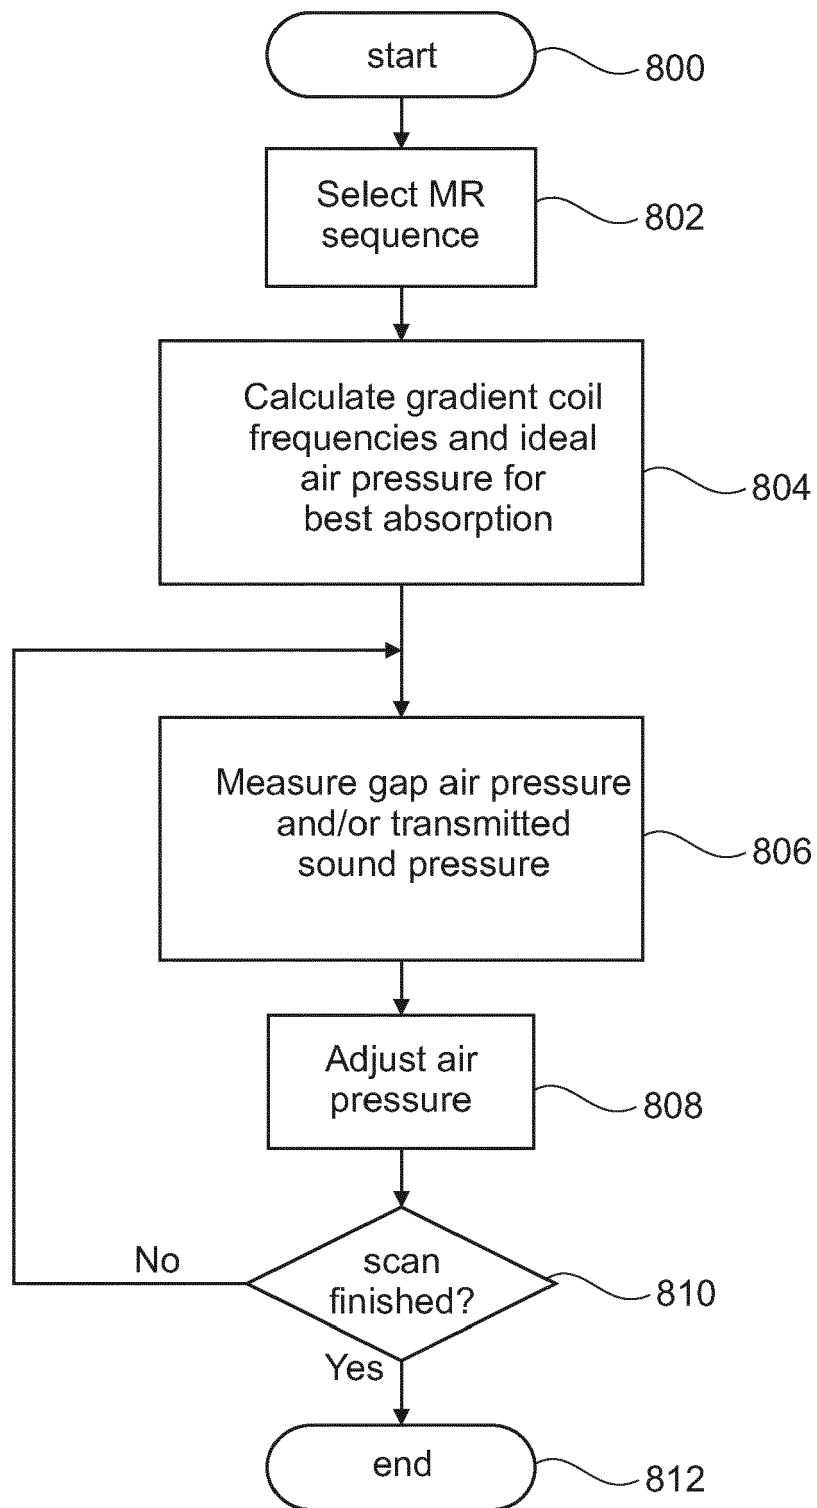 start
800
Select MR
sequence
802
Calculate gradient coil
frequencies and ideal
air pressure for
best absorption
804
Measure gap air pressure
and/or transmitted
sound pressure
806
Adjust air
pressure
808
No
scan
finished?
810
Yes
end
812